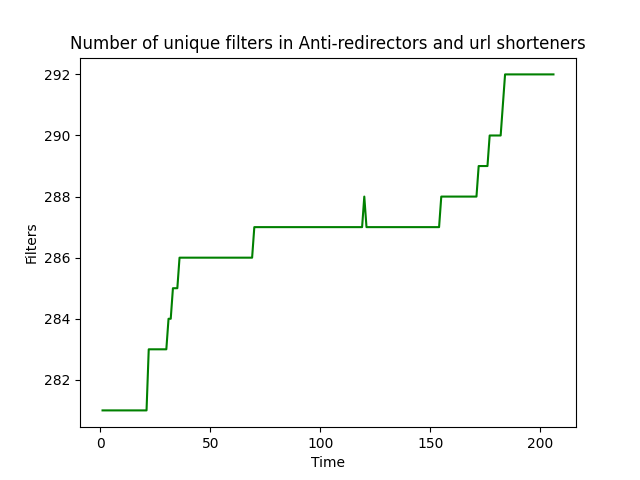 Number of unique filters in Anti-redirectors and url shorteners
292
290
288
286
284
282
Filters
0 50 100 150 200
Time